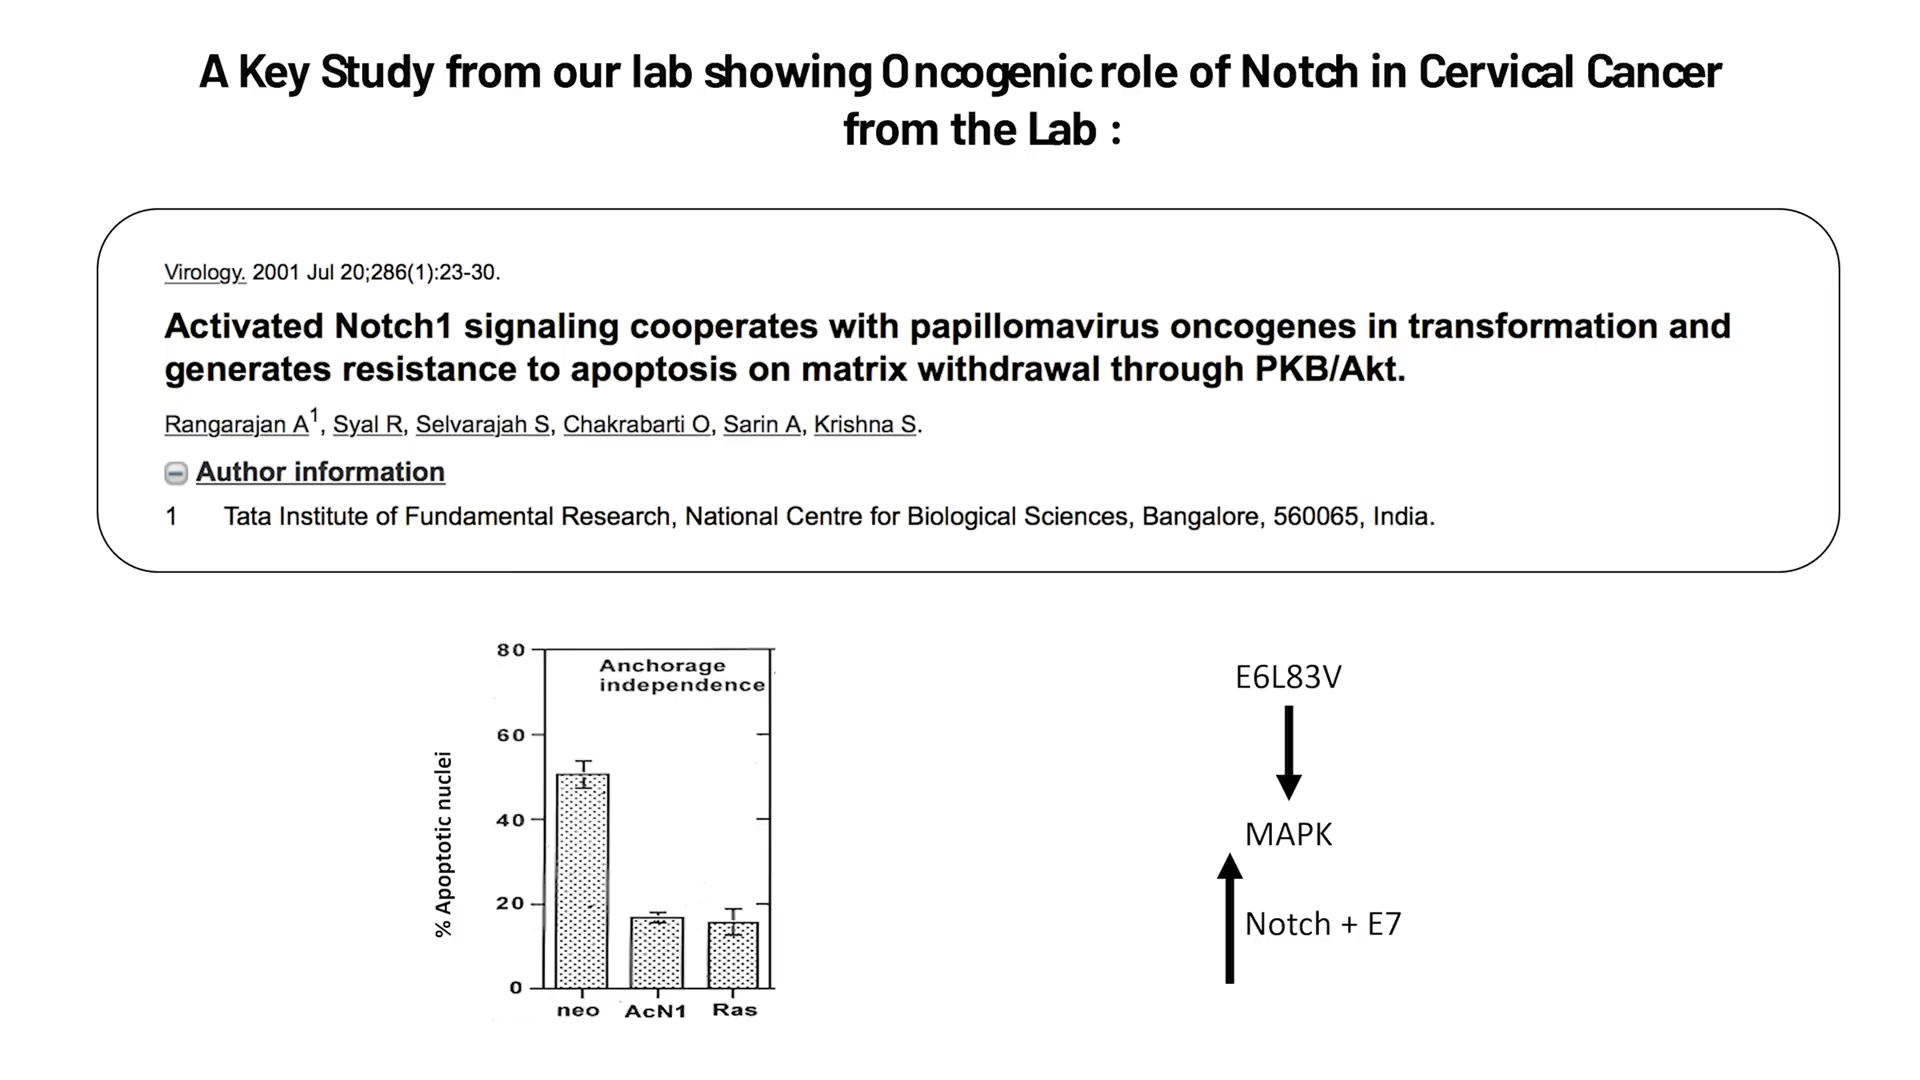 A Key Study from our lab showing Oncogenic role of Notch in Cervical Cancer
from the Lab :
Virology. 2001 Jul 20;286(1):23-30.
Activated Notch1 signaling cooperates with papillomavirus oncogenes in transformation and
generates resistance to apoptosis on matrix withdrawal through PKB/Akt.
Rangarajan A1, Syal R, Selvarajah S, Chakrabarti O, Sarin A, Krishna S.
Author information
1 Tata Institute of Fundamental Research, National Centre for Biological Sciences, Bangalore, 560065, India.
% Apoptotic nuclei
80
60
40
20
0
Anchorage
independence
neo AcN1 Ras
E6L83V
MAPK
Notch + E7